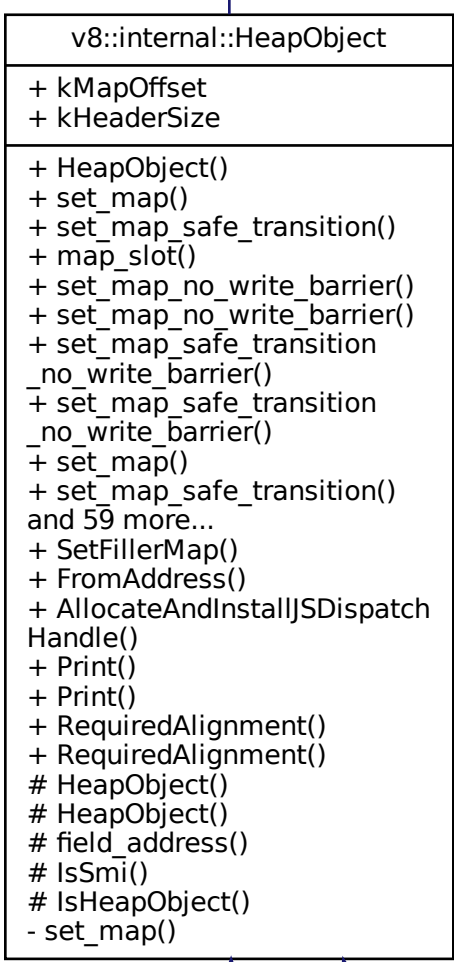 v8::internal::HeapObject
+ kMapOffset
+ kHeaderSize
+ HeapObject()
+ set_map()
+ set_map_safe_transition()
+ map_slot()
+ set_map_no_write_barrier()
+ set_map_no_write_barrier()
+ set_map_safe_transition
_no_write_barrier()
+ set_map_safe_transition
_no_write_barrier()
+ set_map()
+ set_map_safe_transition()
and 59 more...
+ SetFillerMap()
+ FromAddress()
+ AllocateAndInstallJSDispatch
Handle()
+ Print()
+ Print()
+ RequiredAlignment()
+ RequiredAlignment()
# HeapObject()
# HeapObject()
# field_address()
# IsSmi()
# IsHeapObject()
- set_map()